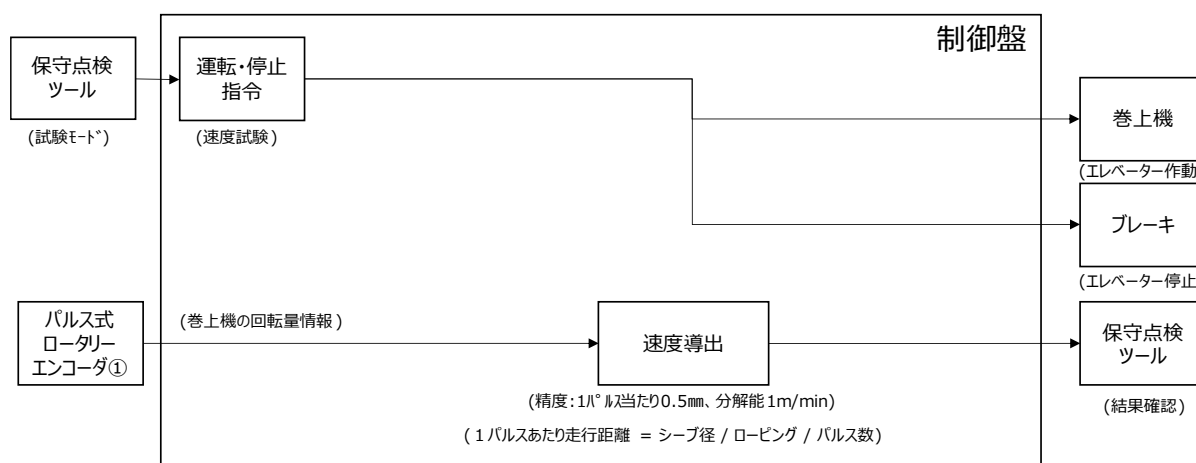 制御盤
保守点検
ツール
(試験ﾓｰﾄﾞ)
運転・停止
指令
(速度試験)
巻上機
(エレベーター作動
ブレーキ
(エレベーター停止
パルス式
ロータリー
エンコーダ①
(巻上機の回転量情報)
速度導出
(精度:1ﾊﾟﾙｽ当たり0.5㎜、分解能1m/min)
(1パルスあたり走行距離 = シーブ径 / ローピング / パルス数)
保守点検
ツール
(結果確認)